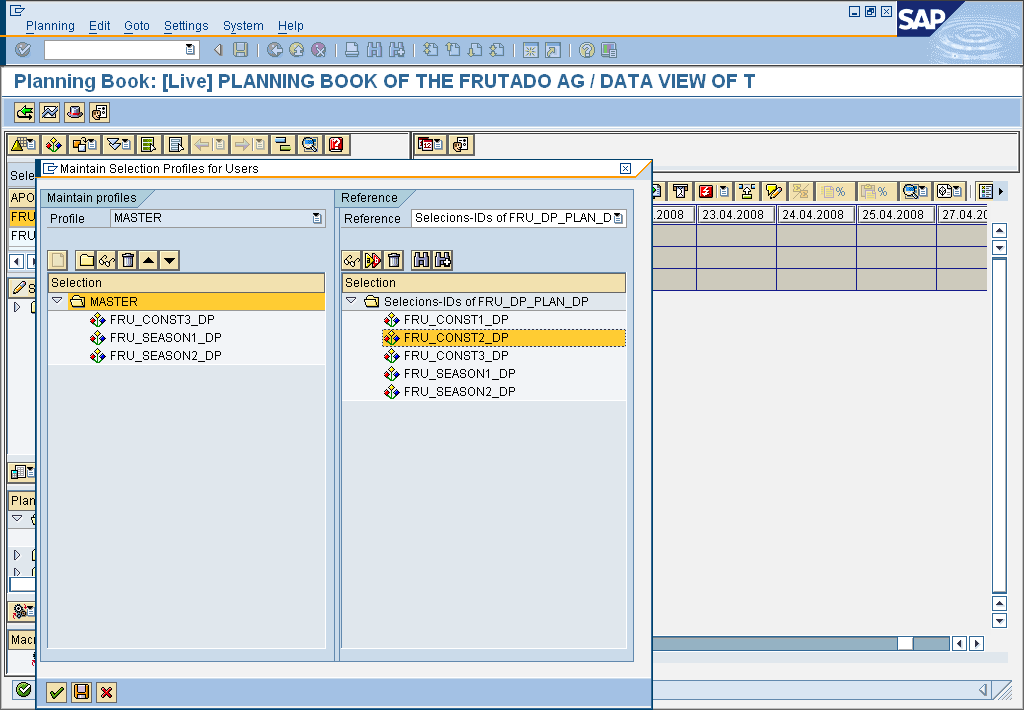 Planning Edit Goto Settings System Help
SAP
Planning Book: [Live] PLANNING BOOK OF THE FRUTADO AG / DATA VIEW OF T
Maintain Selection Profiles for Users
Sele
APO
FRU
FRU
S
Plan
Macr
Maintain profiles
Profile MASTER
Selection
MASTER
FRU_CONST3_DP
FRU_SEASON1_DP
FRU_SEASON2_DP
Reference
Reference Selecions-IDs of FRU_DP_PLAN_D
Selection
Selecions-IDs of FRU_DP_PLAN_DP
FRU_CONST1_DP
FRU_CONST2_DP
FRU_CONST3_DP
FRU_SEASON1_DP
FRU_SEASON2_DP
.2008 23.04.2008 24.04.2008 25.04.2008 27.04.20